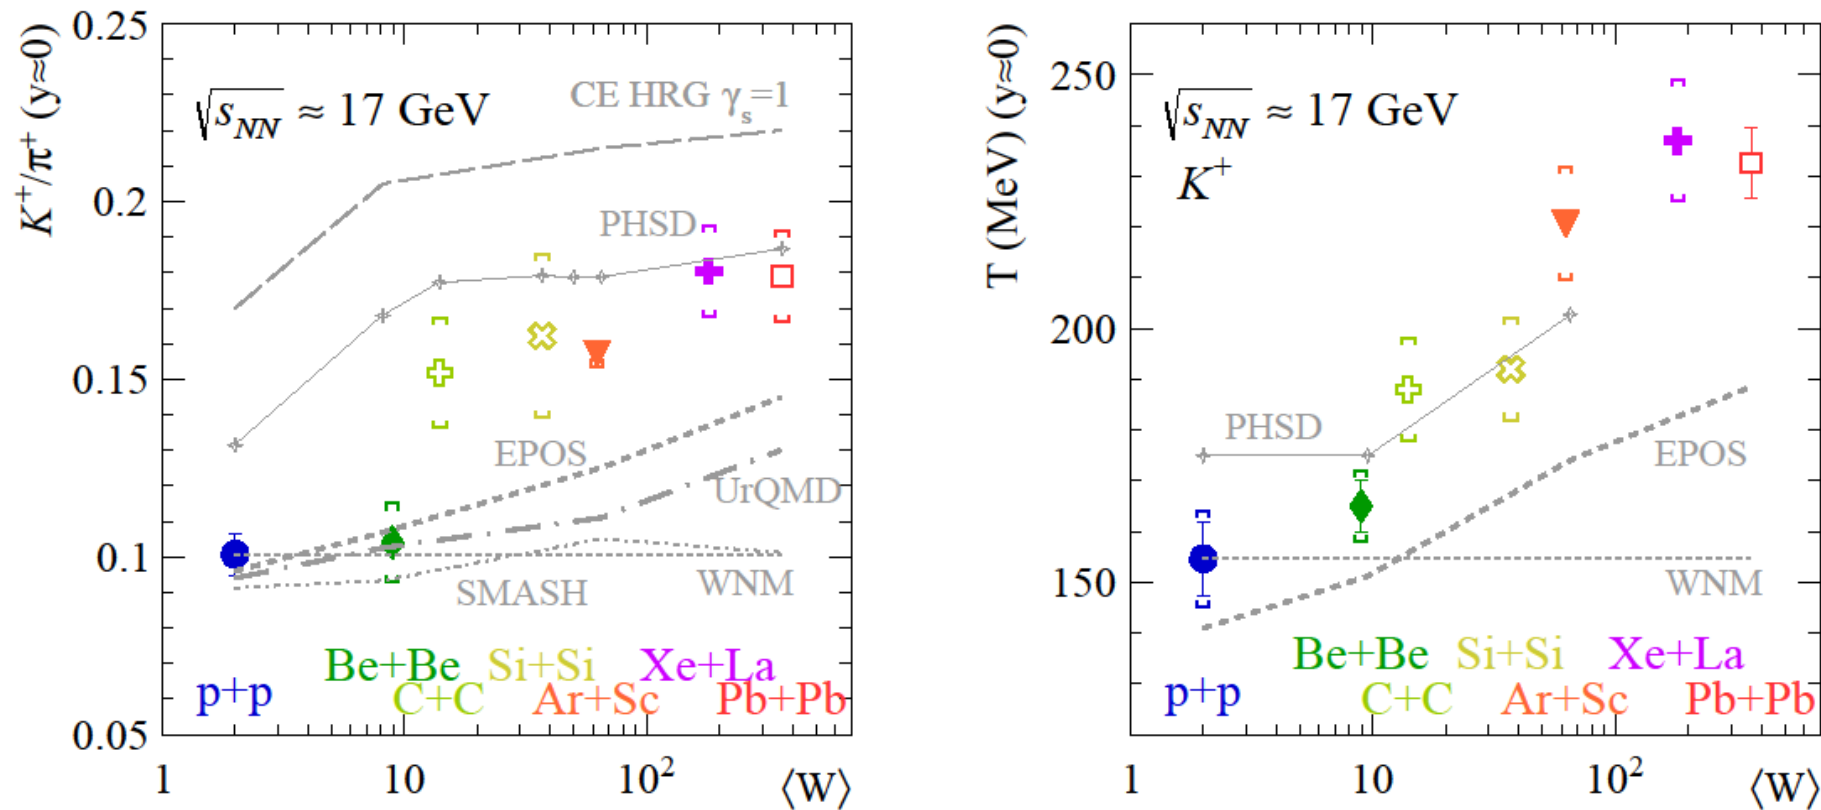 K⁺/π⁺ (y≈0)
0.25
0.2
0.15
0.1
0.05
√sNN ≈ 17 GeV
CE HRG γs=1
PHSD
EPOS
UrQMD
SMASH
WNM
Be+Be Si+Si Xe+La
p+p C+C Ar+Sc Pb+Pb
1 10 10² ⟨W⟩
T (MeV) (y≈0)
250
200
150
√sNN ≈ 17 GeV
K⁺
PHSD
EPOS
WNM
Be+Be Si+Si Xe+La
p+p C+C Ar+Sc Pb+Pb
1 10 10² ⟨W⟩